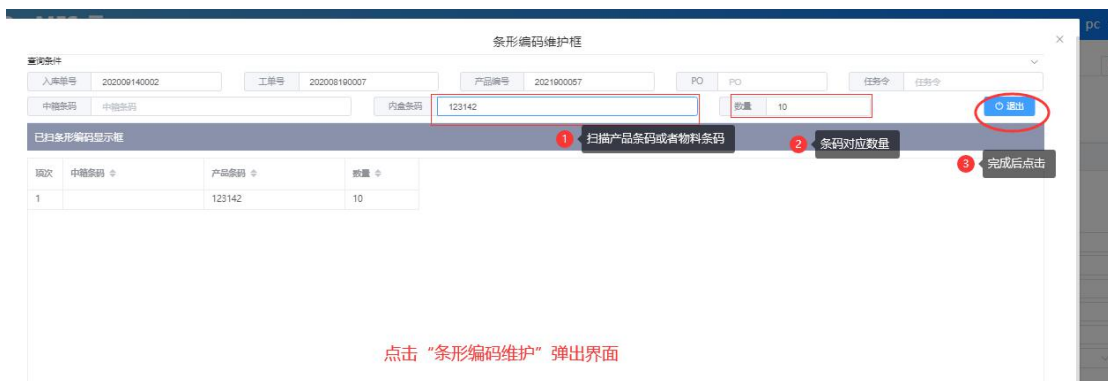 pc
条形编码维护框
查询条件
入库单号 202009140002 工单号 202008190007 产品编号 2021900057 PO PO 任务令 任务令
中箱条码 中箱条码 内盒条码 123142 数量 10 退出
已扫条形编码显示框
1 扫描产品条码或者物料条码
2 条码对应数量
3 完成后点击
项次 中箱条码 产品条码 数量
1 123142 10
点击“条形编码维护”弹出界面